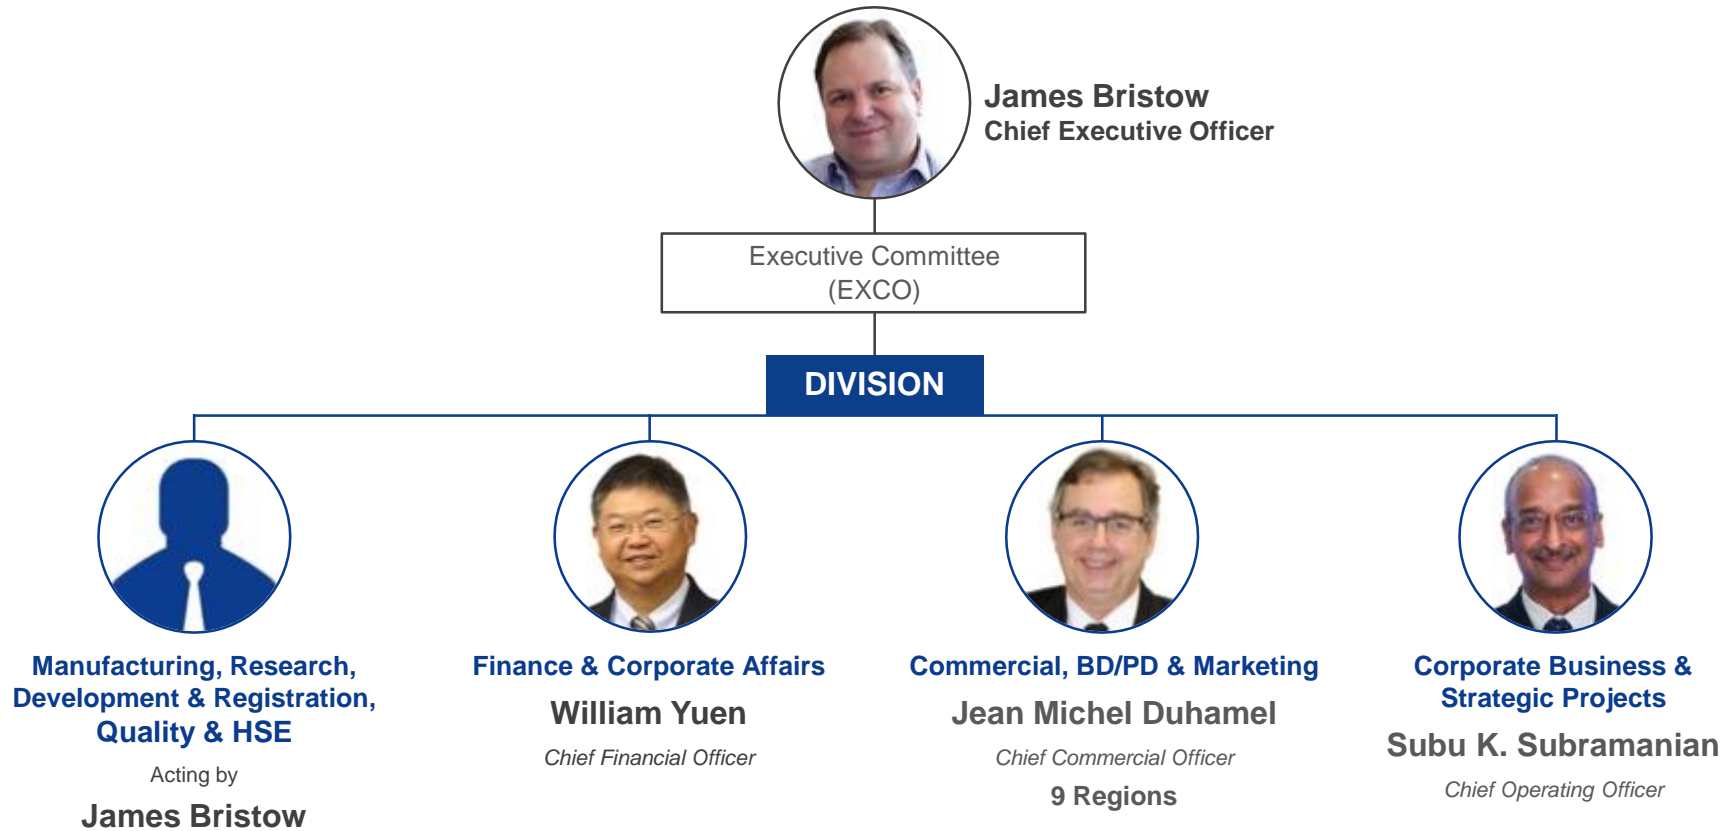 James Bristow
Chief Executive Officer
Executive Committee
(EXCO)
DIVISION
Manufacturing, Research,
Development & Registration,
Quality & HSE
Acting by
James Bristow
Finance & Corporate Affairs
William Yuen
Chief Financial Officer
Commercial, BD/PD & Marketing
Jean Michel Duhamel
Chief Commercial Officer
9 Regions
Corporate Business &
Strategic Projects
Subu K. Subramanian
Chief Operating Officer